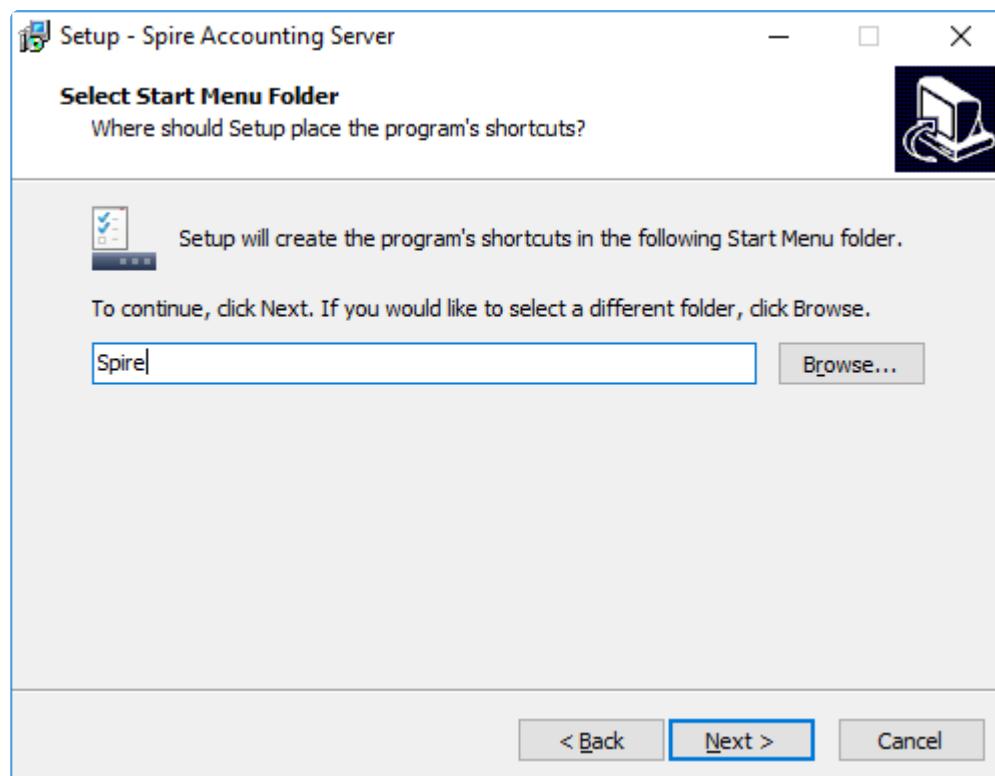 Setup - Spire Accounting Server
Select Start Menu Folder
Where should Setup place the program's shortcuts?
Setup will create the program's shortcuts in the following Start Menu folder.
To continue, click Next. If you would like to select a different folder, click Browse.
Spire
Browse...
< Back
Next >
Cancel